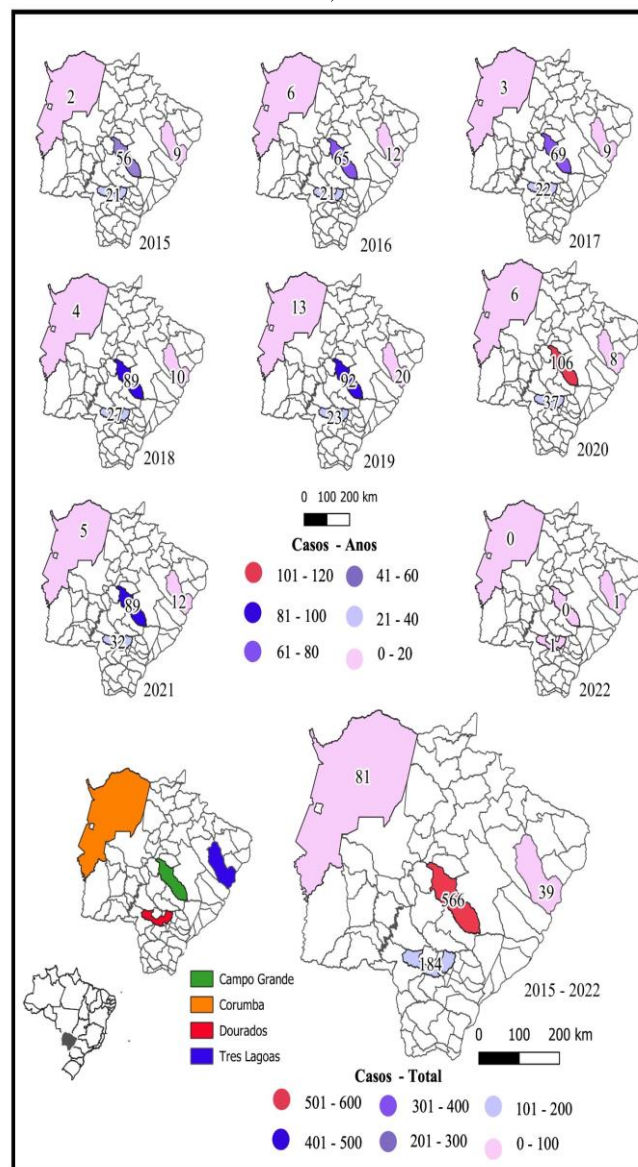 2
9
56
21
2015
6
12
65
21
2016
3
9
69
22
2017
4
10
89
27
2018
13
20
92
23
2019
6
8
106
37
2020
0 100 200 km
Casos - Anos
101 - 120
41 - 60
81 - 100
21 - 40
61 - 80
0 - 20
5
12
89
32
2021
0
1
0
1
2022
81
39
566
184
2015 - 2022
Campo Grande
Corumba
Dourados
Tres Lagoas
0 100 200 km
Casos - Total
501 - 600
301 - 400
101 - 200
401 - 500
201 - 300
0 - 100